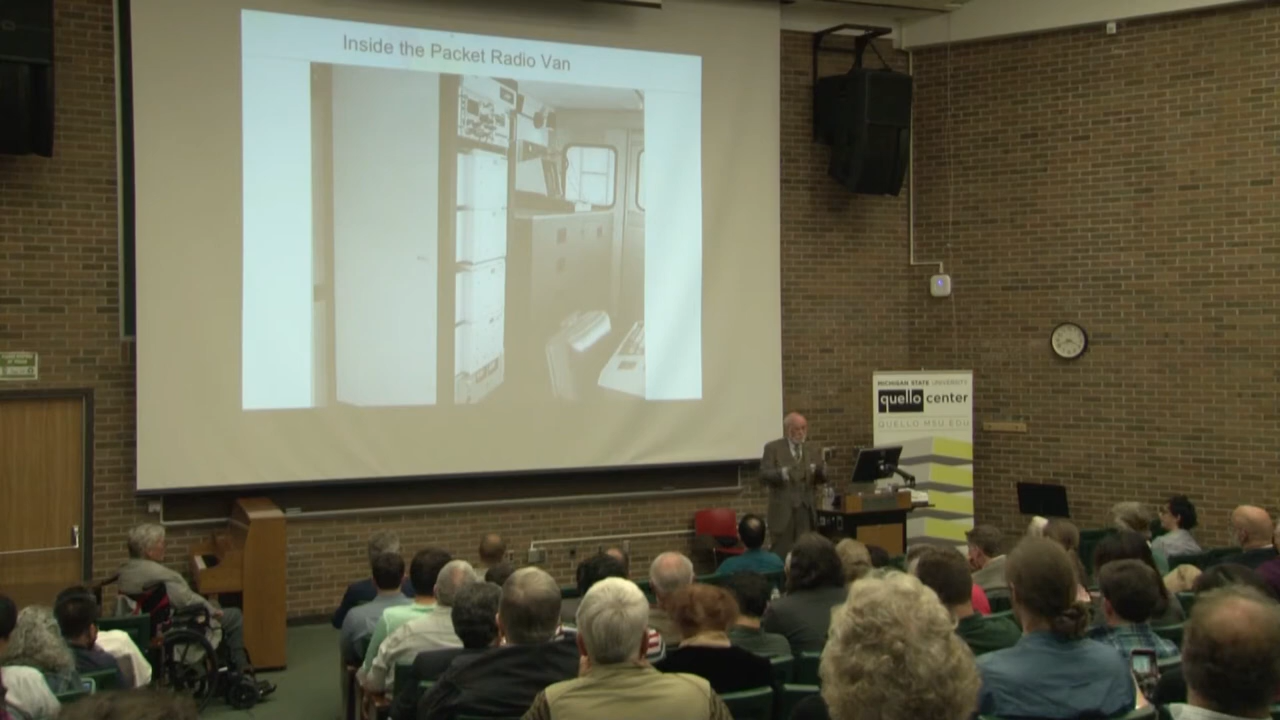 Inside the Packet Radio Van
MICHIGAN STATE UNIVERSITY
quello center
QUELLO.MSU.EDU